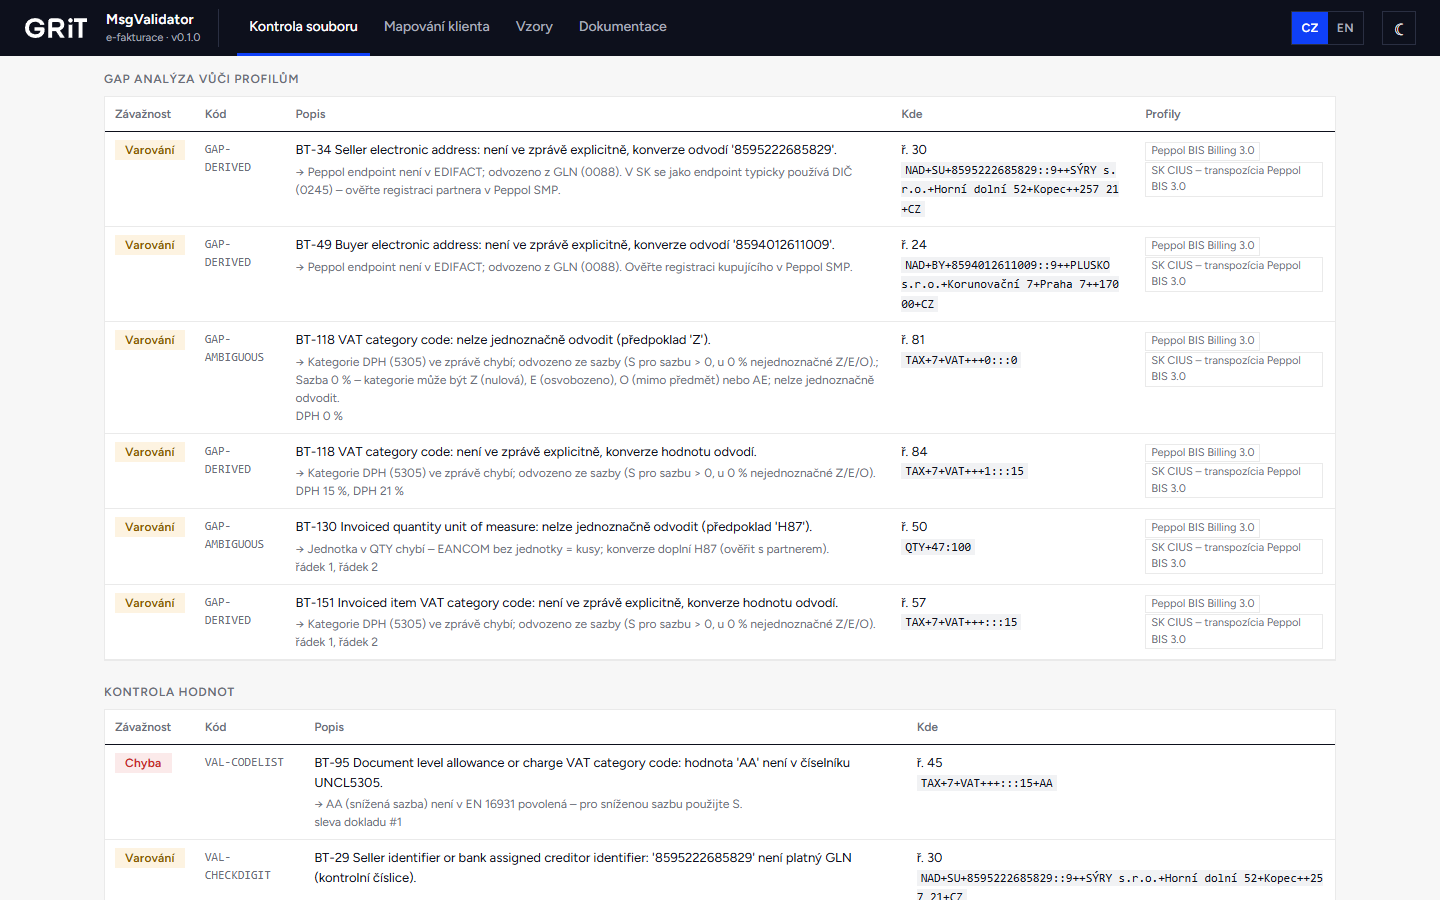 GRiT
MsgValidator
e-fakturace · v0.1.0
Kontrola souboru
Mapování klienta
Vzory
Dokumentace
CZ
EN
GAP ANALÝZA VŮČI PROFILŮM
Závažnost Kód Popis Kde Profily
Varování
GAP-
DERIVED
BT-34 Seller electronic address: není ve zprávě explicitně, konverze odvodí '8595222685829'.
→ Peppol endpoint není v EDIFACT; odvozeno z GLN (0088). V SK se jako endpoint typicky používá DIČ
(0245) – ověřte registraci partnera v Peppol SMP.
ř. 30
NAD+SU+8595222685829::9++SÝRY s.
r.o.+Horní dolní 52+Kopec++257 21
+CZ
Peppol BIS Billing 3.0
SK CIUS – transpozícia Peppol
BIS 3.0
Varování
GAP-
DERIVED
BT-49 Buyer electronic address: není ve zprávě explicitně, konverze odvodí '8594012611009'.
→ Peppol endpoint není v EDIFACT; odvozeno z GLN (0088). Ověřte registraci kupujícího v Peppol SMP.
ř. 24
NAD+BY+8594012611009::9++PLUSKO
s.r.o.+Korunovační 7+Praha 7++170
00+CZ
Peppol BIS Billing 3.0
SK CIUS – transpozícia Peppol
BIS 3.0
Varování
GAP-
AMBIGUOUS
BT-118 VAT category code: nelze jednoznačně odvodit (předpoklad 'Z').
→ Kategorie DPH (5305) ve zprávě chybí; odvozeno ze sazby (S pro sazbu > 0, u 0 % nejednoznačné Z/E/O).;
Sazba 0 % – kategorie může být Z (nulová), E (osvobozeno), O (mimo předmět) nebo AE; nelze jednoznačně
odvodit.
DPH 0 %
ř. 81
TAX+7+VAT+++0:::0
Peppol BIS Billing 3.0
SK CIUS – transpozícia Peppol
BIS 3.0
Varování
GAP-
DERIVED
BT-118 VAT category code: není ve zprávě explicitně, konverze hodnotu odvodí.
→ Kategorie DPH (5305) ve zprávě chybí; odvozeno ze sazby (S pro sazbu > 0, u 0 % nejednoznačné Z/E/O).
DPH 15 %, DPH 21 %
ř. 84
TAX+7+VAT+++1:::15
Peppol BIS Billing 3.0
SK CIUS – transpozícia Peppol
BIS 3.0
Varování
GAP-
AMBIGUOUS
BT-130 Invoiced quantity unit of measure: nelze jednoznačně odvodit (předpoklad 'H87').
→ Jednotka v QTY chybí – EANCOM bez jednotky = kusy; konverze doplní H87 (ověřit s partnerem).
řádek 1, řádek 2
ř. 50
QTY+47:100
Peppol BIS Billing 3.0
SK CIUS – transpozícia Peppol
BIS 3.0
Varování
GAP-
DERIVED
BT-151 Invoiced item VAT category code: není ve zprávě explicitně, konverze hodnotu odvodí.
→ Kategorie DPH (5305) ve zprávě chybí; odvozeno ze sazby (S pro sazbu > 0, u 0 % nejednoznačné Z/E/O).
řádek 1, řádek 2
ř. 57
TAX+7+VAT+++:::15
Peppol BIS Billing 3.0
SK CIUS – transpozícia Peppol
BIS 3.0
KONTROLA HODNOT
Závažnost Kód Popis Kde
Chyba
VAL-CODELIST
BT-95 Document level allowance or charge VAT category code: hodnota 'AA' není v číselníku
UNCL5305.
→ AA (snížená sazba) není v EN 16931 povolená – pro sníženou sazbu použijte S.
sleva dokladu #1
ř. 45
TAX+7+VAT+++:::15+AA
Varování
VAL-
CHECKDIGIT
BT-29 Seller identifier or bank assigned creditor identifier: '8595222685829' není platný GLN
(kontrolní číslice).
ř. 30
NAD+SU+8595222685829::9++SÝRY s.r.o.+Horní dolní 52+Kopec++25
7 21+CZ